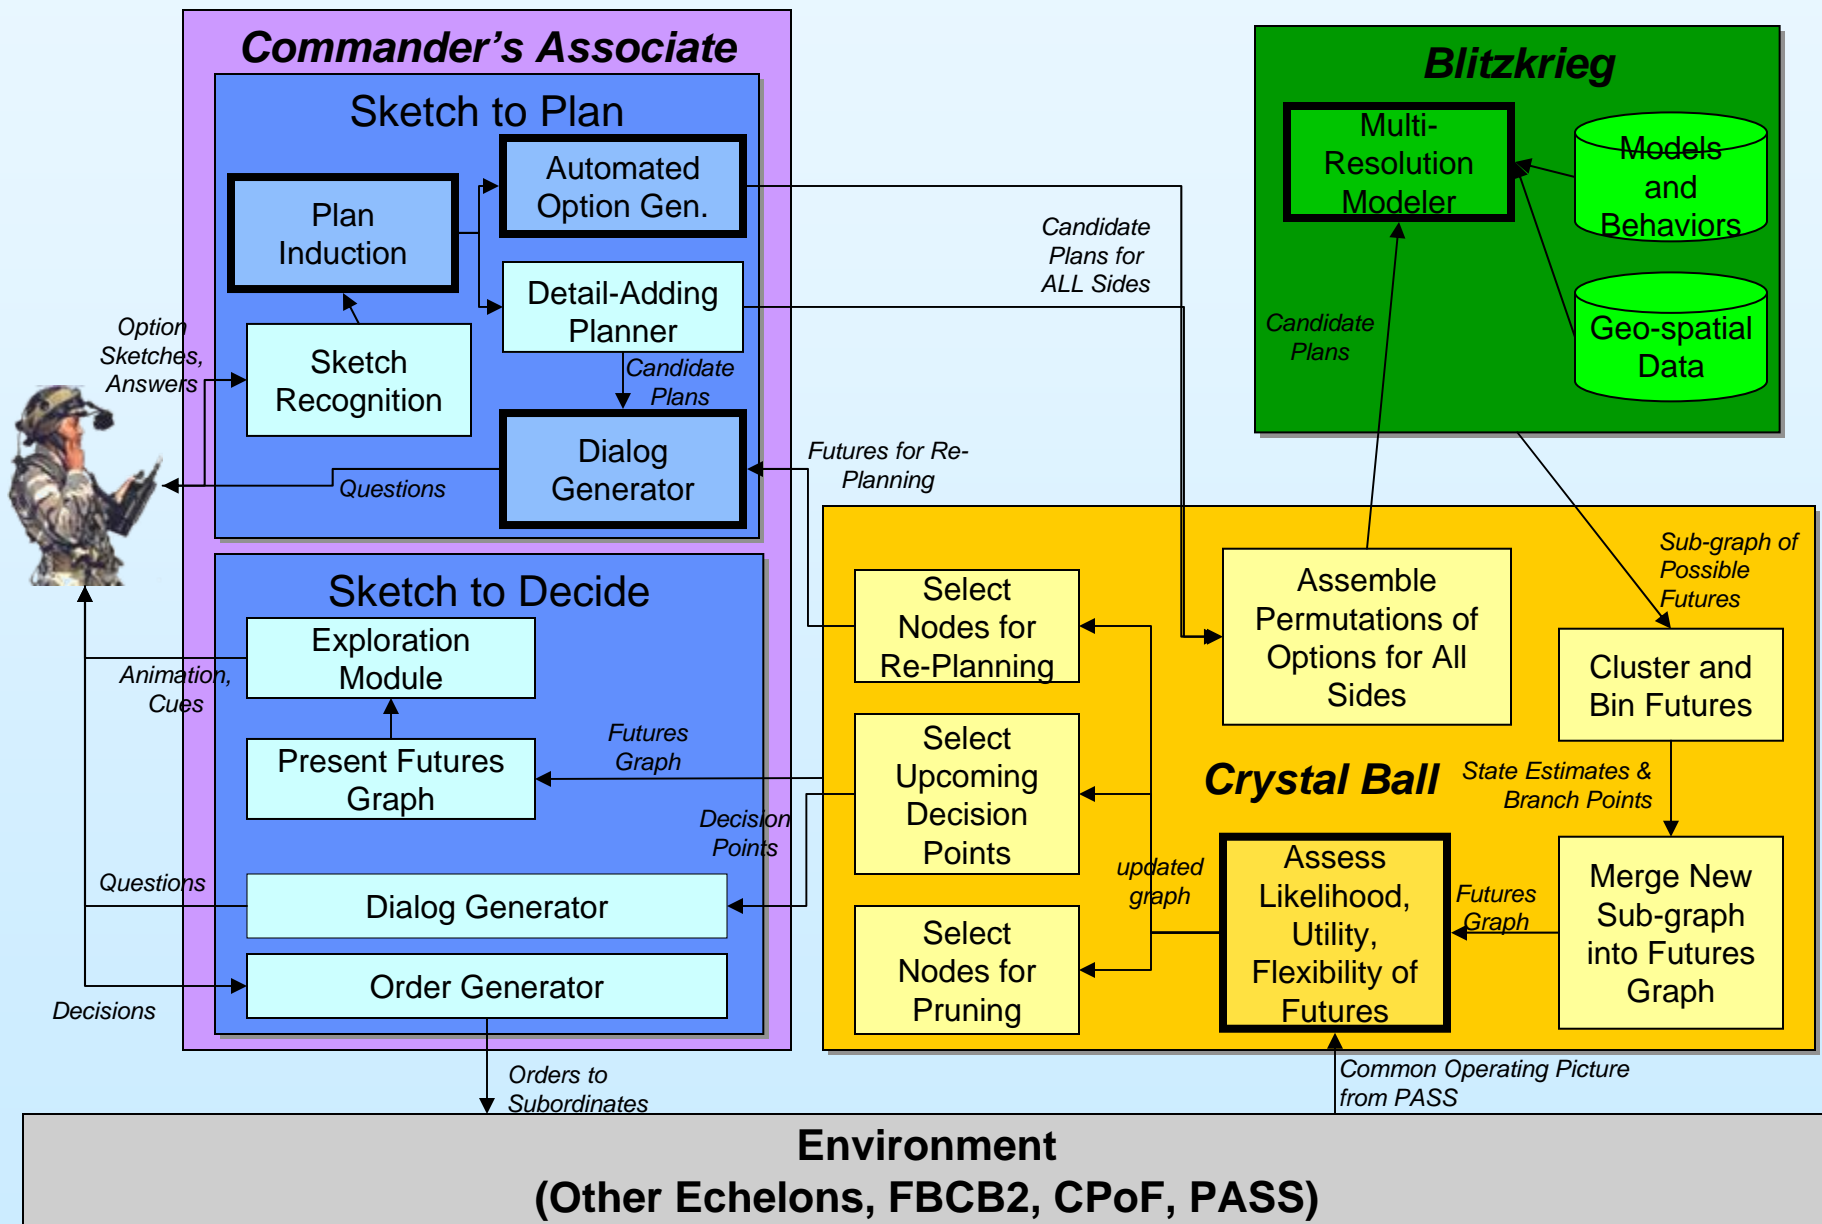 Commander's Associate
Sketch to Plan
Automated
Option Gen.
Plan
Induction
Detail-Adding
Planner
Option
Sketches,
Answers
Sketch
Recognition
Candidate
Plans
Dialog
Generator
Questions
Candidate
Plans for
ALL Sides
Futures for Re-
Planning
Blitzkrieg
Multi-
Resolution
Modeler
Models
and
Behaviors
Geo-spatial
Data
Candidate
Plans
Sub-graph of
Possible
Futures
Sketch to Decide
Exploration
Module
Animation,
Cues
Present Futures
Graph
Futures
Graph
Decision
Points
Questions
Dialog Generator
Order Generator
Decisions
Orders to
Subordinates
Select
Nodes for
Re-Planning
Select
Upcoming
Decision
Points
Select
Nodes for
Pruning
Assemble
Permutations of
Options for All
Sides
Cluster and
Bin Futures
Crystal Ball
State Estimates &
Branch Points
updated
graph
Assess
Likelihood,
Utility,
Flexibility of
Futures
Futures
Graph
Merge New
Sub-graph
into Futures
Graph
Common Operating Picture
from PASS
Environment
(Other Echelons, FBCB2, CPoF, PASS)